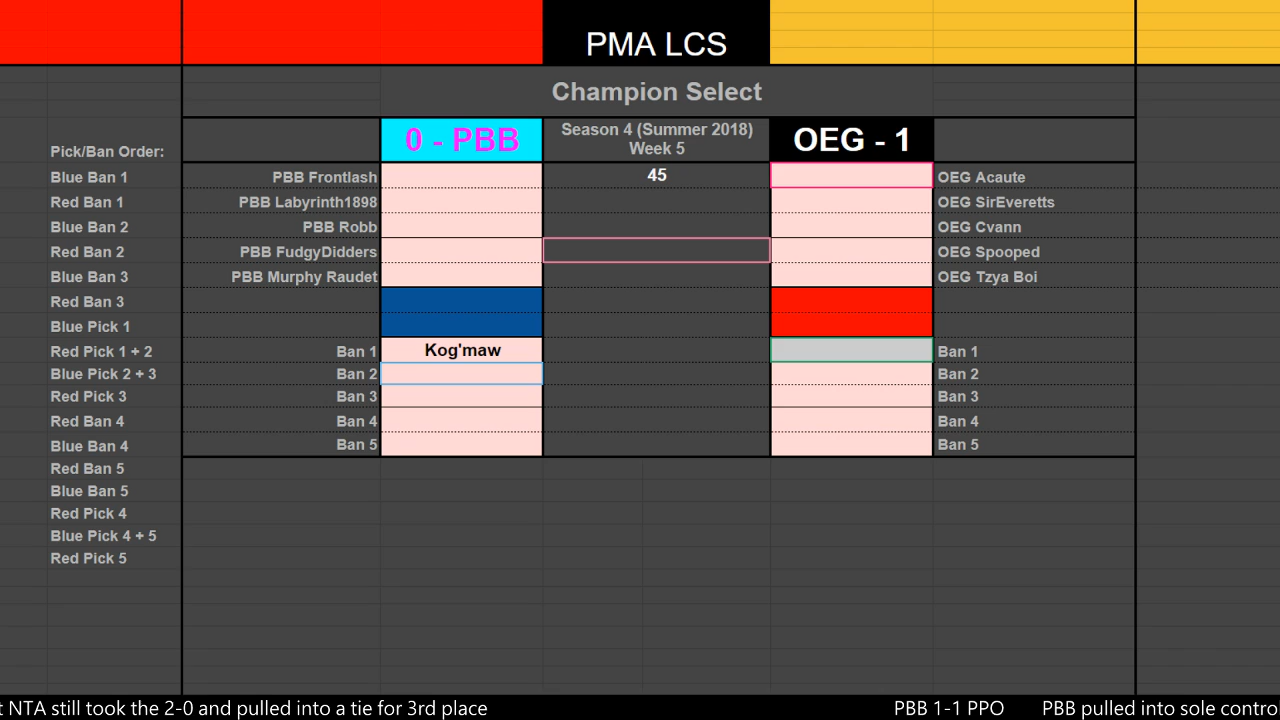 PMA LCS
Champion Select
0 - PBB
Season 4 (Summer 2018)
Week 5
OEG - 1
Pick/Ban Order:
Blue Ban 1
PBB Frontlash
45
OEG Acaute
Red Ban 1
PBB Labyrinth1898
OEG SirEveretts
Blue Ban 2
PBB Robb
OEG Cvann
Red Ban 2
PBB FudgyDidders
OEG Spooped
Blue Ban 3
PBB Murphy Raudet
OEG Tzya Boi
Red Ban 3
Blue Pick 1
Red Pick 1 + 2
Ban 1
Kog'maw
Ban 1
Blue Pick 2 + 3
Ban 2
Ban 2
Red Pick 3
Ban 3
Ban 3
Red Ban 4
Ban 4
Ban 4
Blue Ban 4
Ban 5
Ban 5
Red Ban 5
Blue Ban 5
Red Pick 4
Blue Pick 4 + 5
Red Pick 5
t NTA still took the 2-0 and pulled into a tie for 3rd place
PBB 1-1 PPO
PBB pulled into sole contro